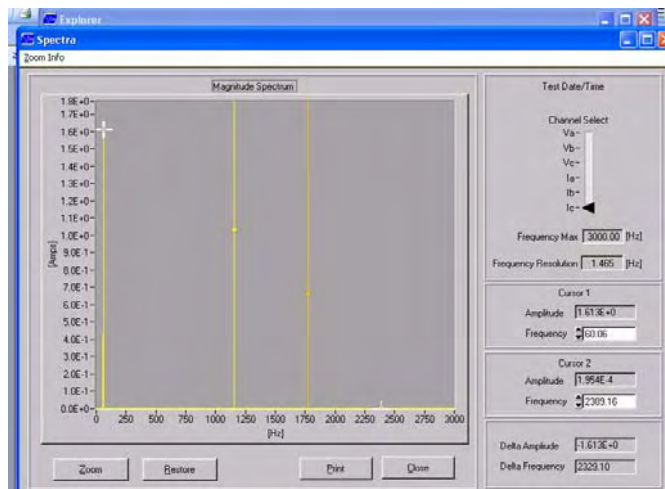 Explorer
Spectra
Zoom Info
Magnitude Spectrum
1.8E+0
1.7E+0
1.6E+0
1.5E+0
1.4E+0
1.3E+0
1.2E+0
1.1E+0
1.0E+0
9.0E-1
8.0E-1
7.0E-1
6.0E-1
5.0E-1
4.0E-1
3.0E-1
2.0E-1
1.0E-1
0.0E+0
[Amps]
0 250 500 750 1000 1250 1500 1750 2000 2250 2500 2750 3000
[Hz]
Zoom Restore Print Close
Test Date/Time
Channel Select
Va
Vb
Vc
Ia
Ib
Ic
Frequency Max 3000.00 [Hz]
Frequency Resolution 1.465 [Hz]
Cursor 1
Amplitude 1.613E+0
Frequency 60.06
Cursor 2
Amplitude 1.954E-4
Frequency 2389.16
Delta Amplitude -1.613E+0
Delta Frequency 2329.10